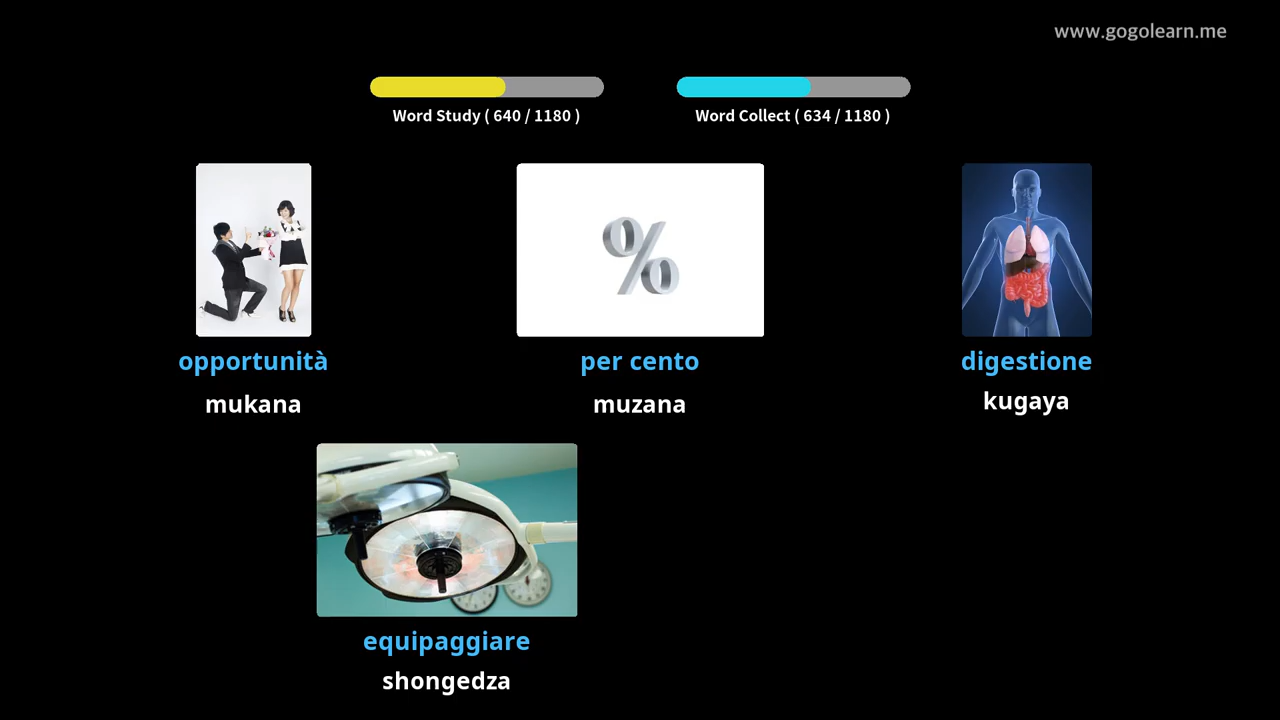 www.gogolearn.me
Word Study ( 640 / 1180 )
Word Collect ( 634 / 1180 )
%
opportunità
per cento
digestione
mukana
muzana
kugaya
equipaggiare
shongedza